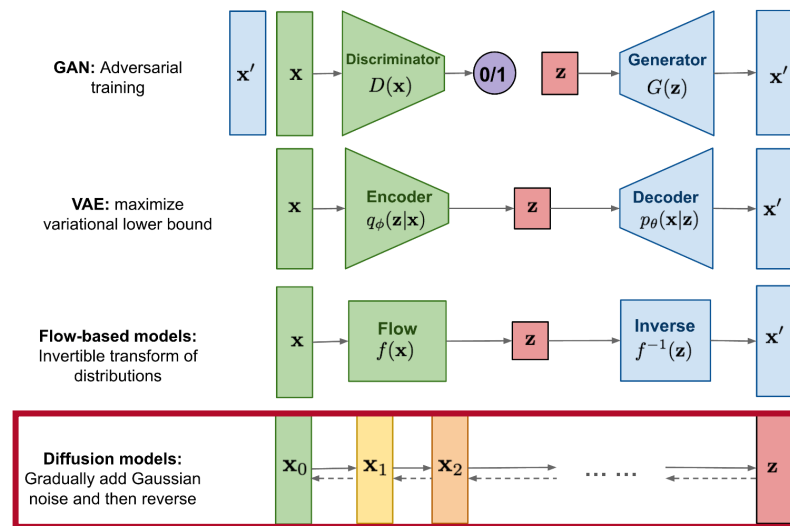 GAN: Adversarial
training
x′
x
Discriminator
D(x)
0/1
z
Generator
G(z)
x′
VAE: maximize
variational lower bound
x
Encoder
qϕ(z|x)
z
Decoder
pθ(x|z)
x′
Flow-based models:
Invertible transform of
distributions
x
Flow
f(x)
z
Inverse
f⁻¹(z)
x′
Diffusion models:
Gradually add Gaussian
noise and then reverse
x₀
x₁
x₂
... ...
z